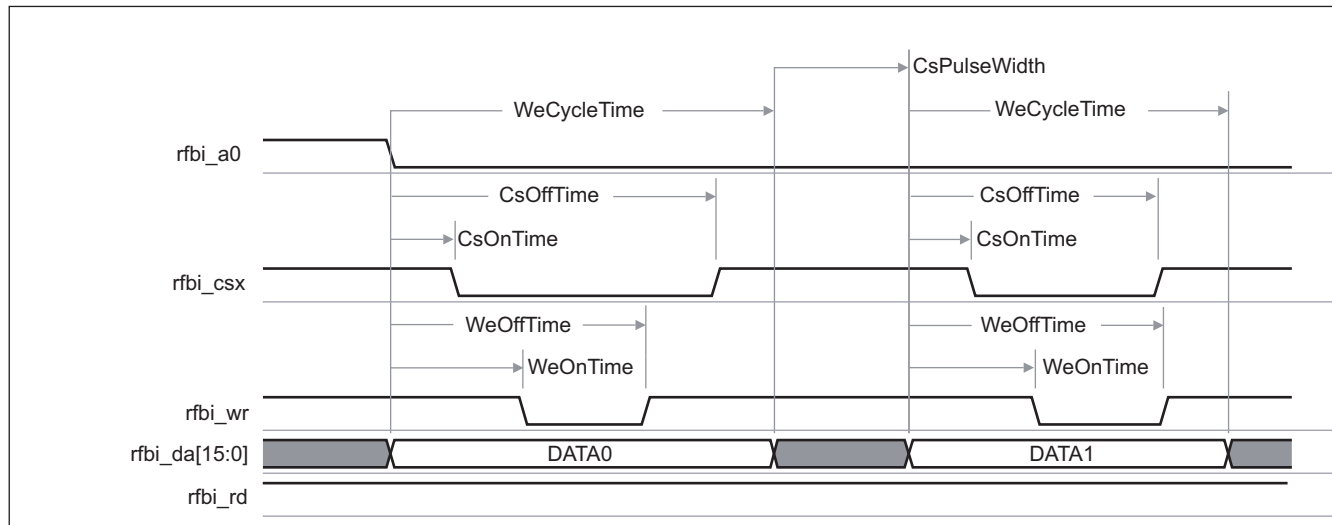 CsPulseWidth
WeCycleTime WeCycleTime
rfbi_a0
CsOffTime CsOffTime
CsOnTime CsOnTime
rfbi_csx
WeOffTime WeOffTime
WeOnTime WeOnTime
rfbi_wr
rfbi_da[15:0] DATA0 DATA1
rfbi_rd